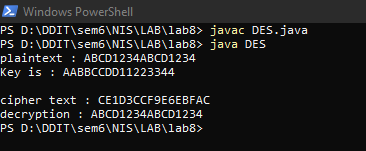 Windows PowerShell
PS D:\DDIT\sem6\NIS\LAB\lab8> javac DES.java
PS D:\DDIT\sem6\NIS\LAB\lab8> java DES
plaintext : ABCD1234ABCD1234
Key is : AABBCCDD11223344
cipher text : CE1D3CCF9E6EBFAC
decryption : ABCD1234ABCD1234
PS D:\DDIT\sem6\NIS\LAB\lab8>